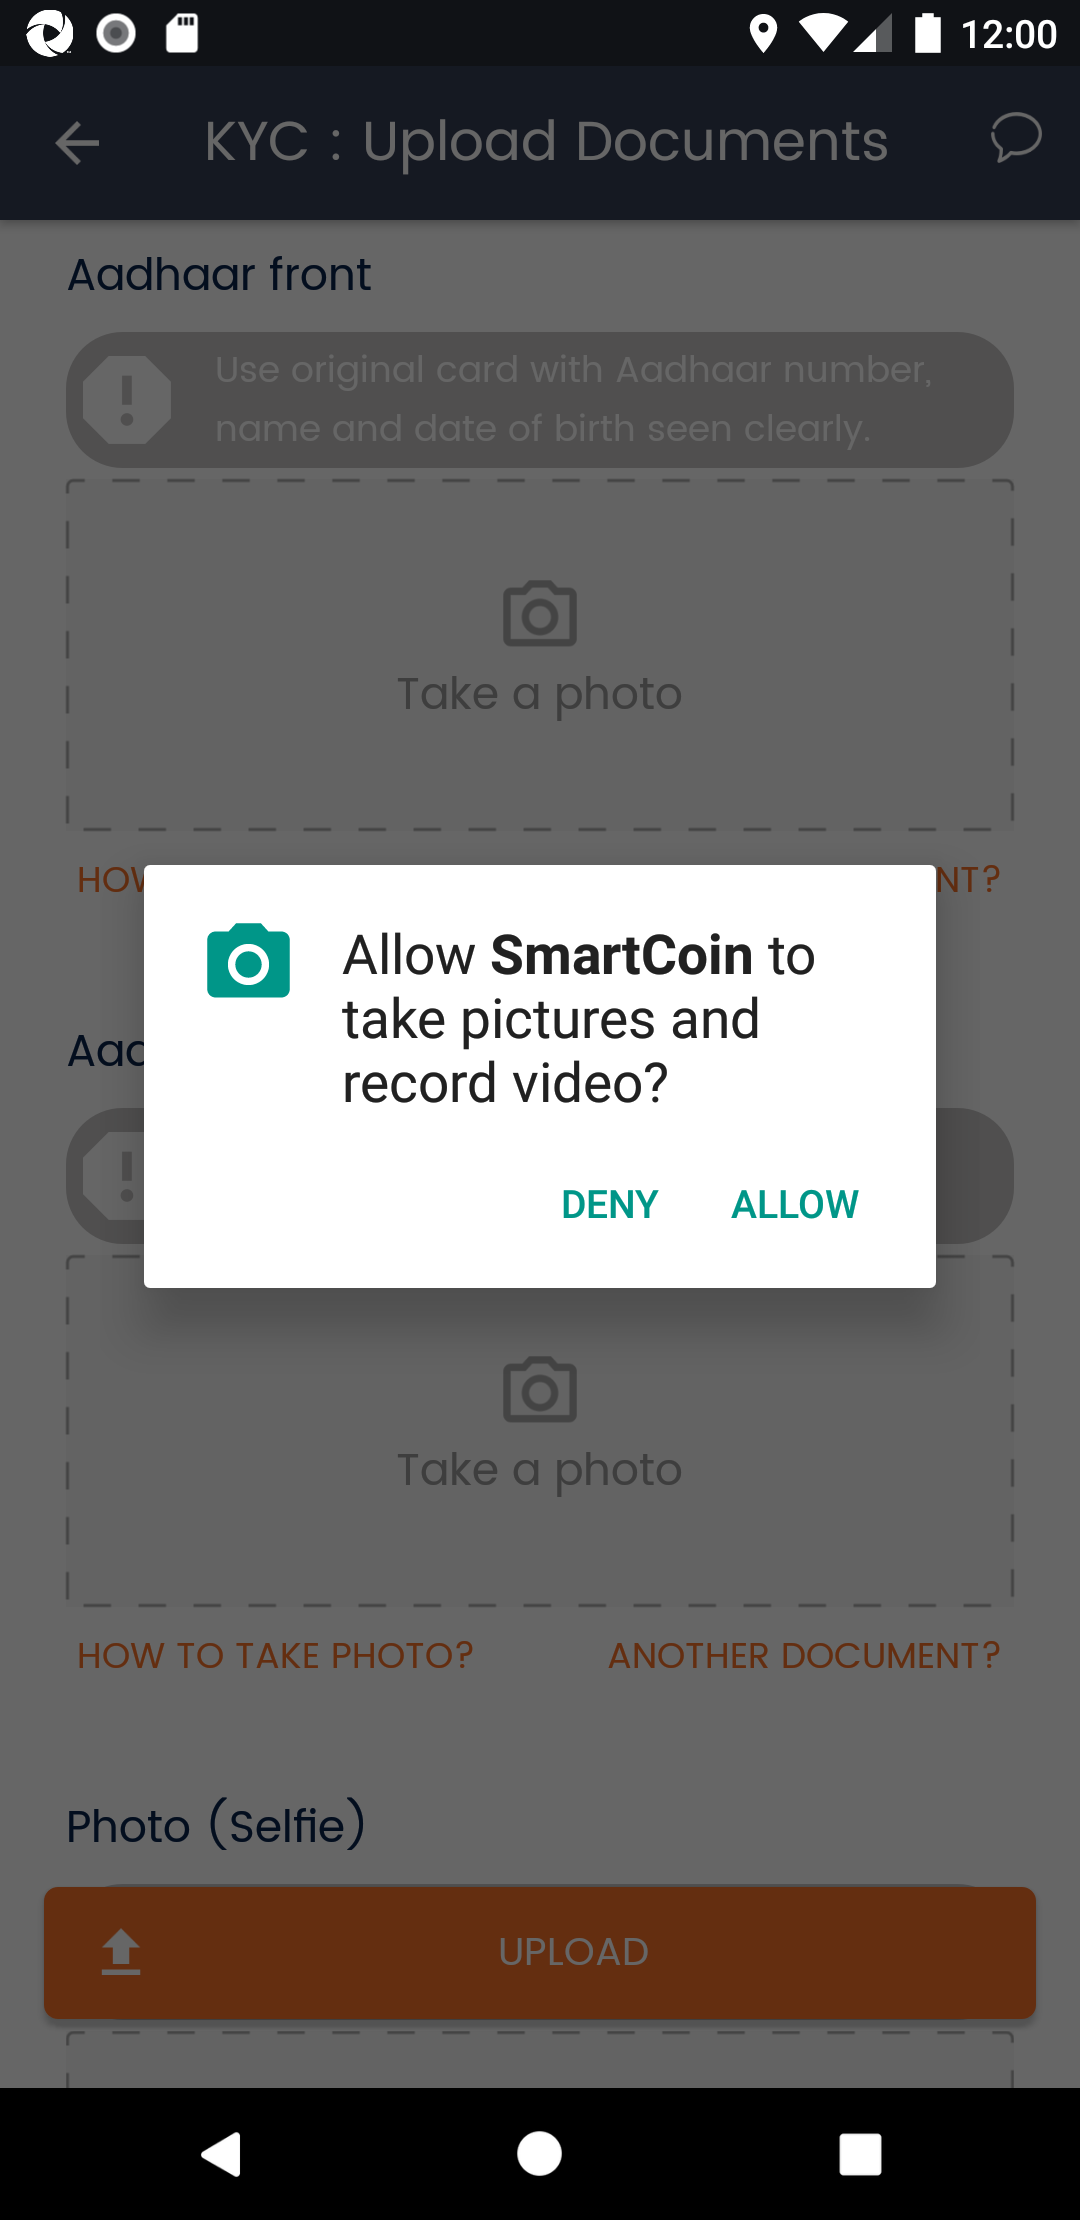 12:00
KYC : Upload Documents
Aadhaar front
Use original card with Aadhaar number,
name and date of birth seen clearly.
Take a photo
HOW
NT?
Allow SmartCoin to
take pictures and
record video?
DENY ALLOW
Aad
Take a photo
HOW TO TAKE PHOTO? ANOTHER DOCUMENT?
Photo (Selfie)
UPLOAD